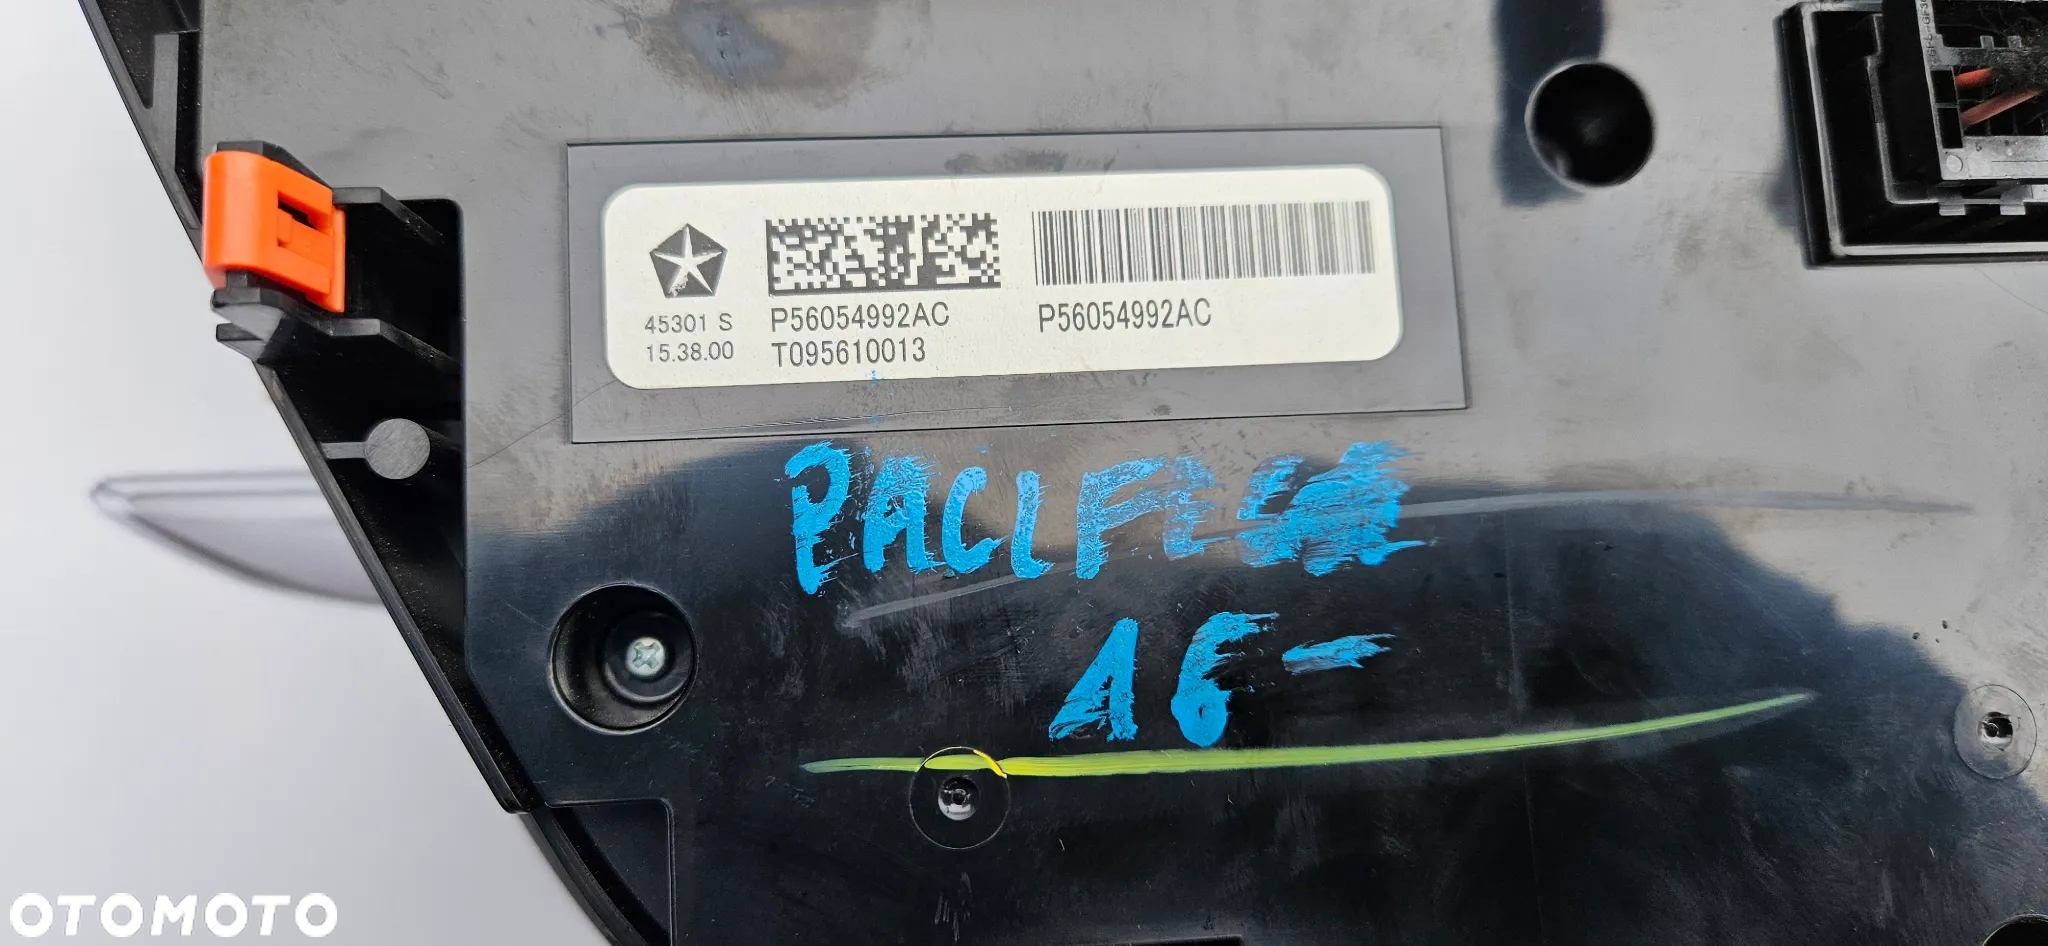 P56054992AC
P56054992AC
45301 S
15.38.00
T095610013
PACIFICA
16-
OTOMOTO